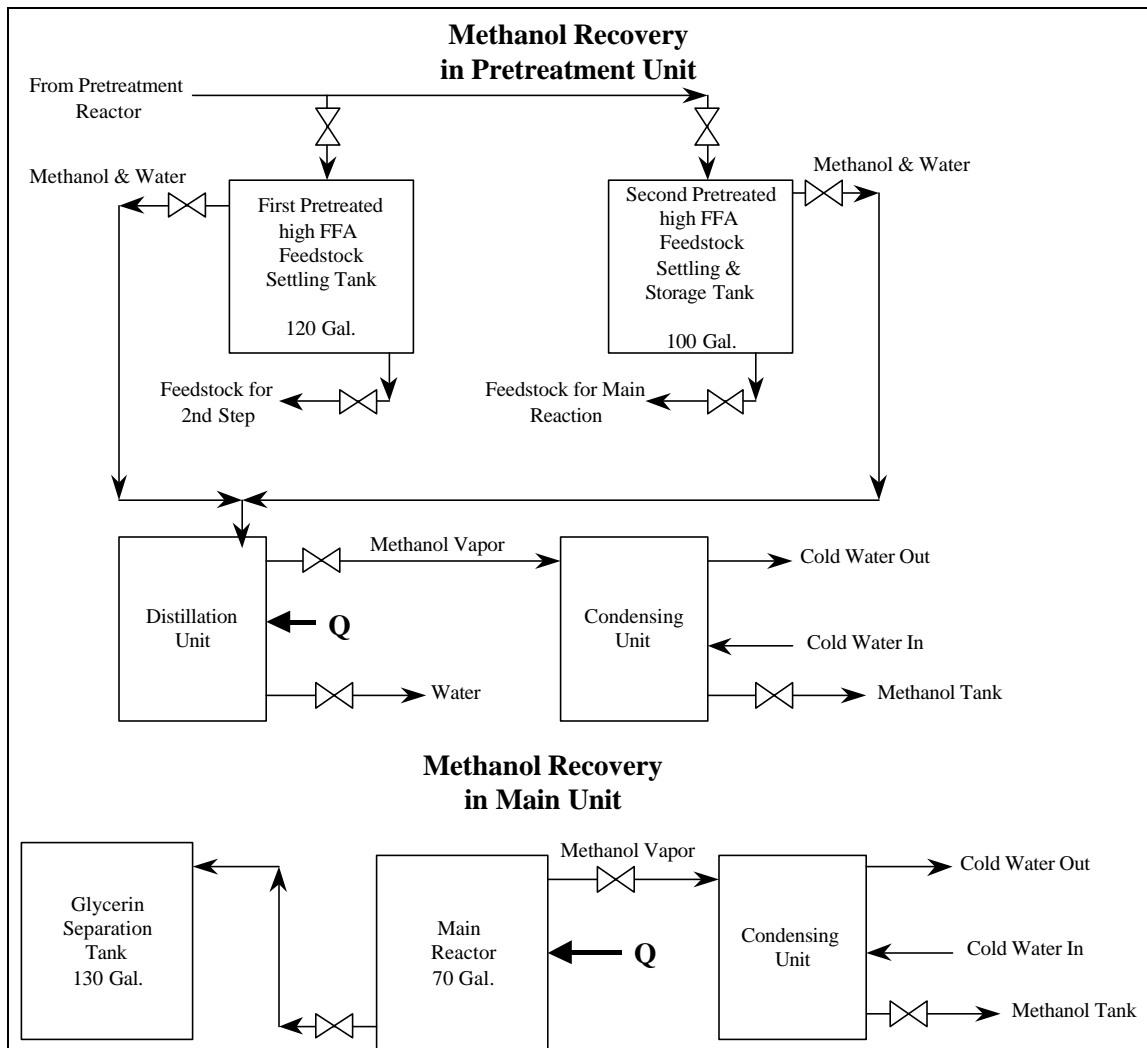 Methanol Recovery
in Pretreatment Unit
From Pretreatment
Reactor
Methanol & Water
First Pretreated
high FFA
Feedstock
Settling Tank
120 Gal.
Second Pretreated
high FFA
Feedstock
Settling &
Storage Tank
100 Gal.
Methanol & Water
Feedstock for
2nd Step
Feedstock for Main
Reaction
Distillation
Unit
Q
Methanol Vapor
Water
Condensing
Unit
Cold Water Out
Cold Water In
Methanol Tank
Methanol Recovery
in Main Unit
Glycerin
Separation
Tank
130 Gal.
Main
Reactor
70 Gal.
Methanol Vapor
Q
Condensing
Unit
Cold Water Out
Cold Water In
Methanol Tank